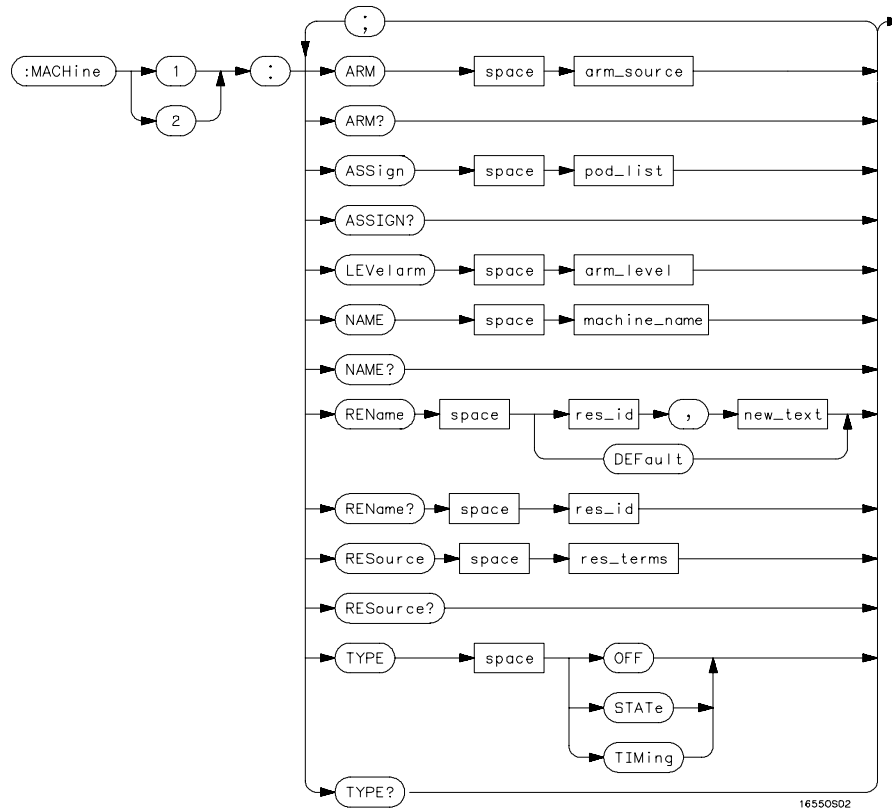 ;
:MACHine 1 : ARM space arm_source
2 ARM?
ASSign space pod_list
ASSIGN?
LEVelarm space arm_level
NAME space machine_name
NAME?
REName space res_id , new_text
DEFault
REName? space res_id
RESource space res_terms
RESource?
TYPE space OFF
STATe
TIMing
TYPE?
16550S02